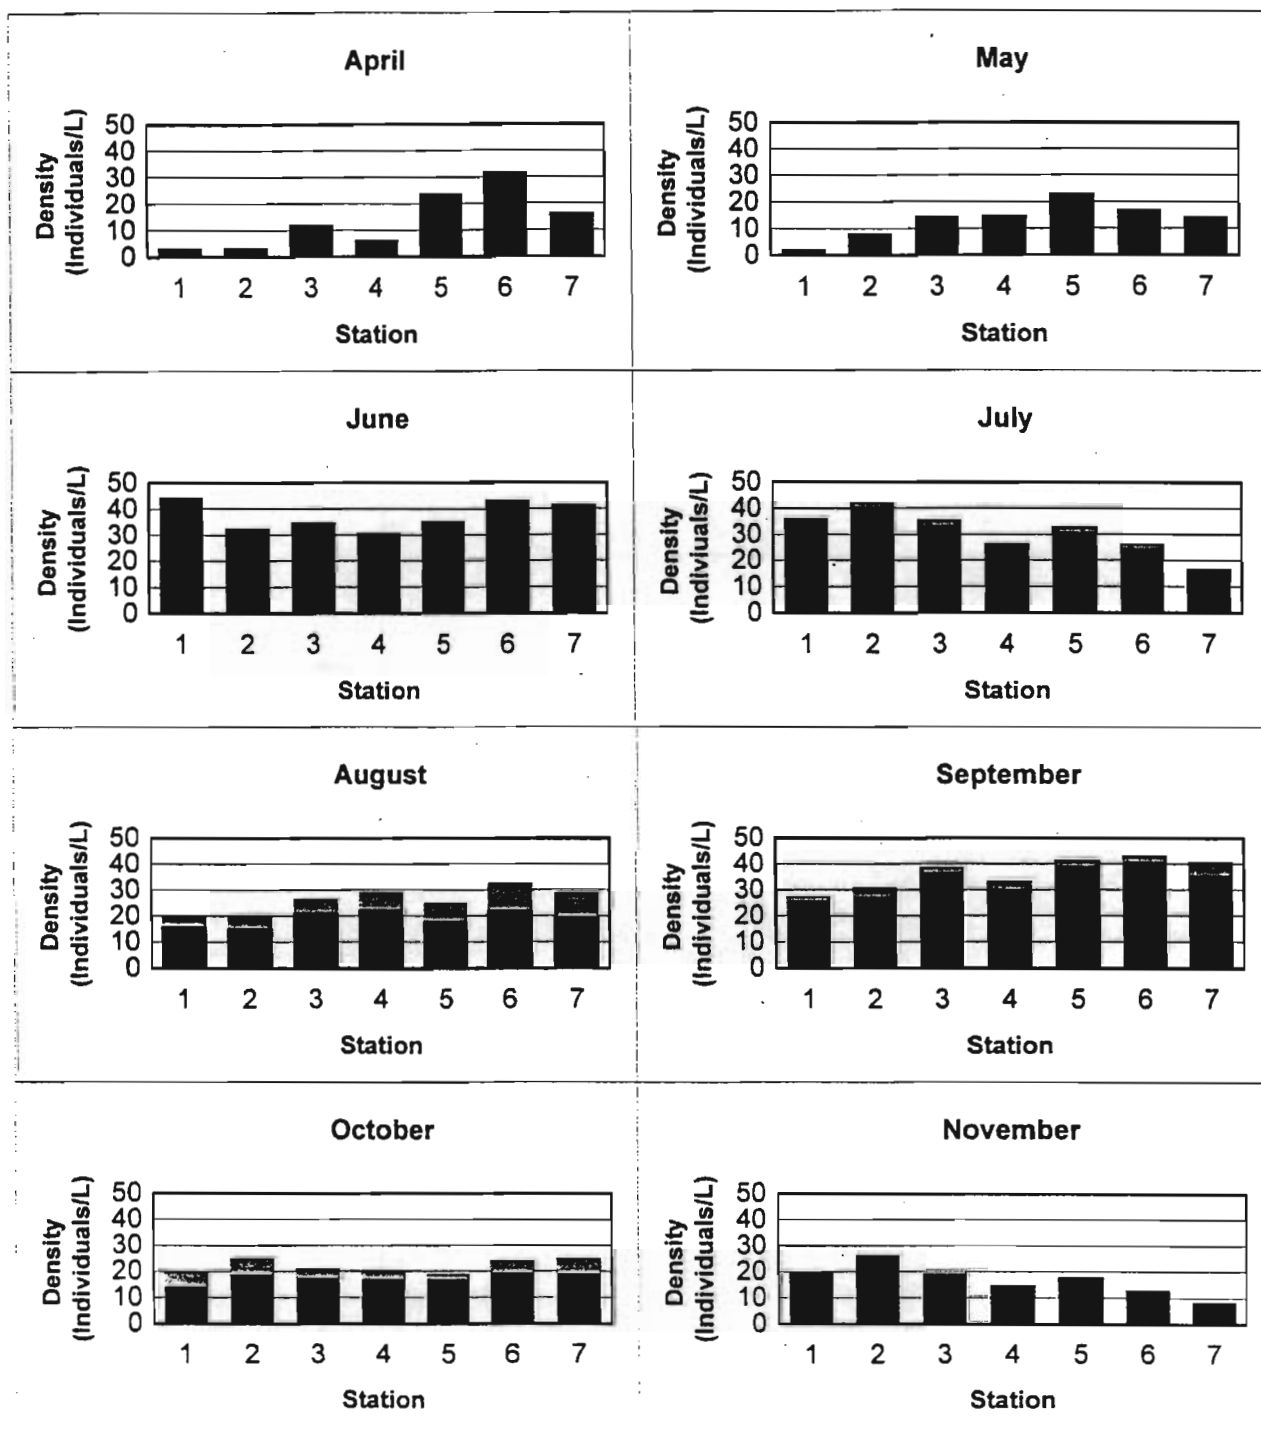 April
50
40
30
20
10
0
Density
(Individuals/L)
1 2 3 4 5 6 7
Station
May
50
40
30
20
10
0
Density
(Individuals/L)
1 2 3 4 5 6 7
Station
June
50
40
30
20
10
0
Density
(Individuals/L)
1 2 3 4 5 6 7
Station
July
50
40
30
20
10
0
Density
(Indiviuals/L)
1 2 3 4 5 6 7
Station
August
50
40
30
20
10
0
Density
(Individuals/L)
1 2 3 4 5 6 7
Station
September
50
40
30
20
10
0
Density
(Individuals/L)
1 2 3 4 5 6 7
Station
October
50
40
30
20
10
0
Density
(Individuals/L)
1 2 3 4 5 6 7
Station
November
50
40
30
20
10
0
Density
(Individuals/L)
1 2 3 4 5 6 7
Station